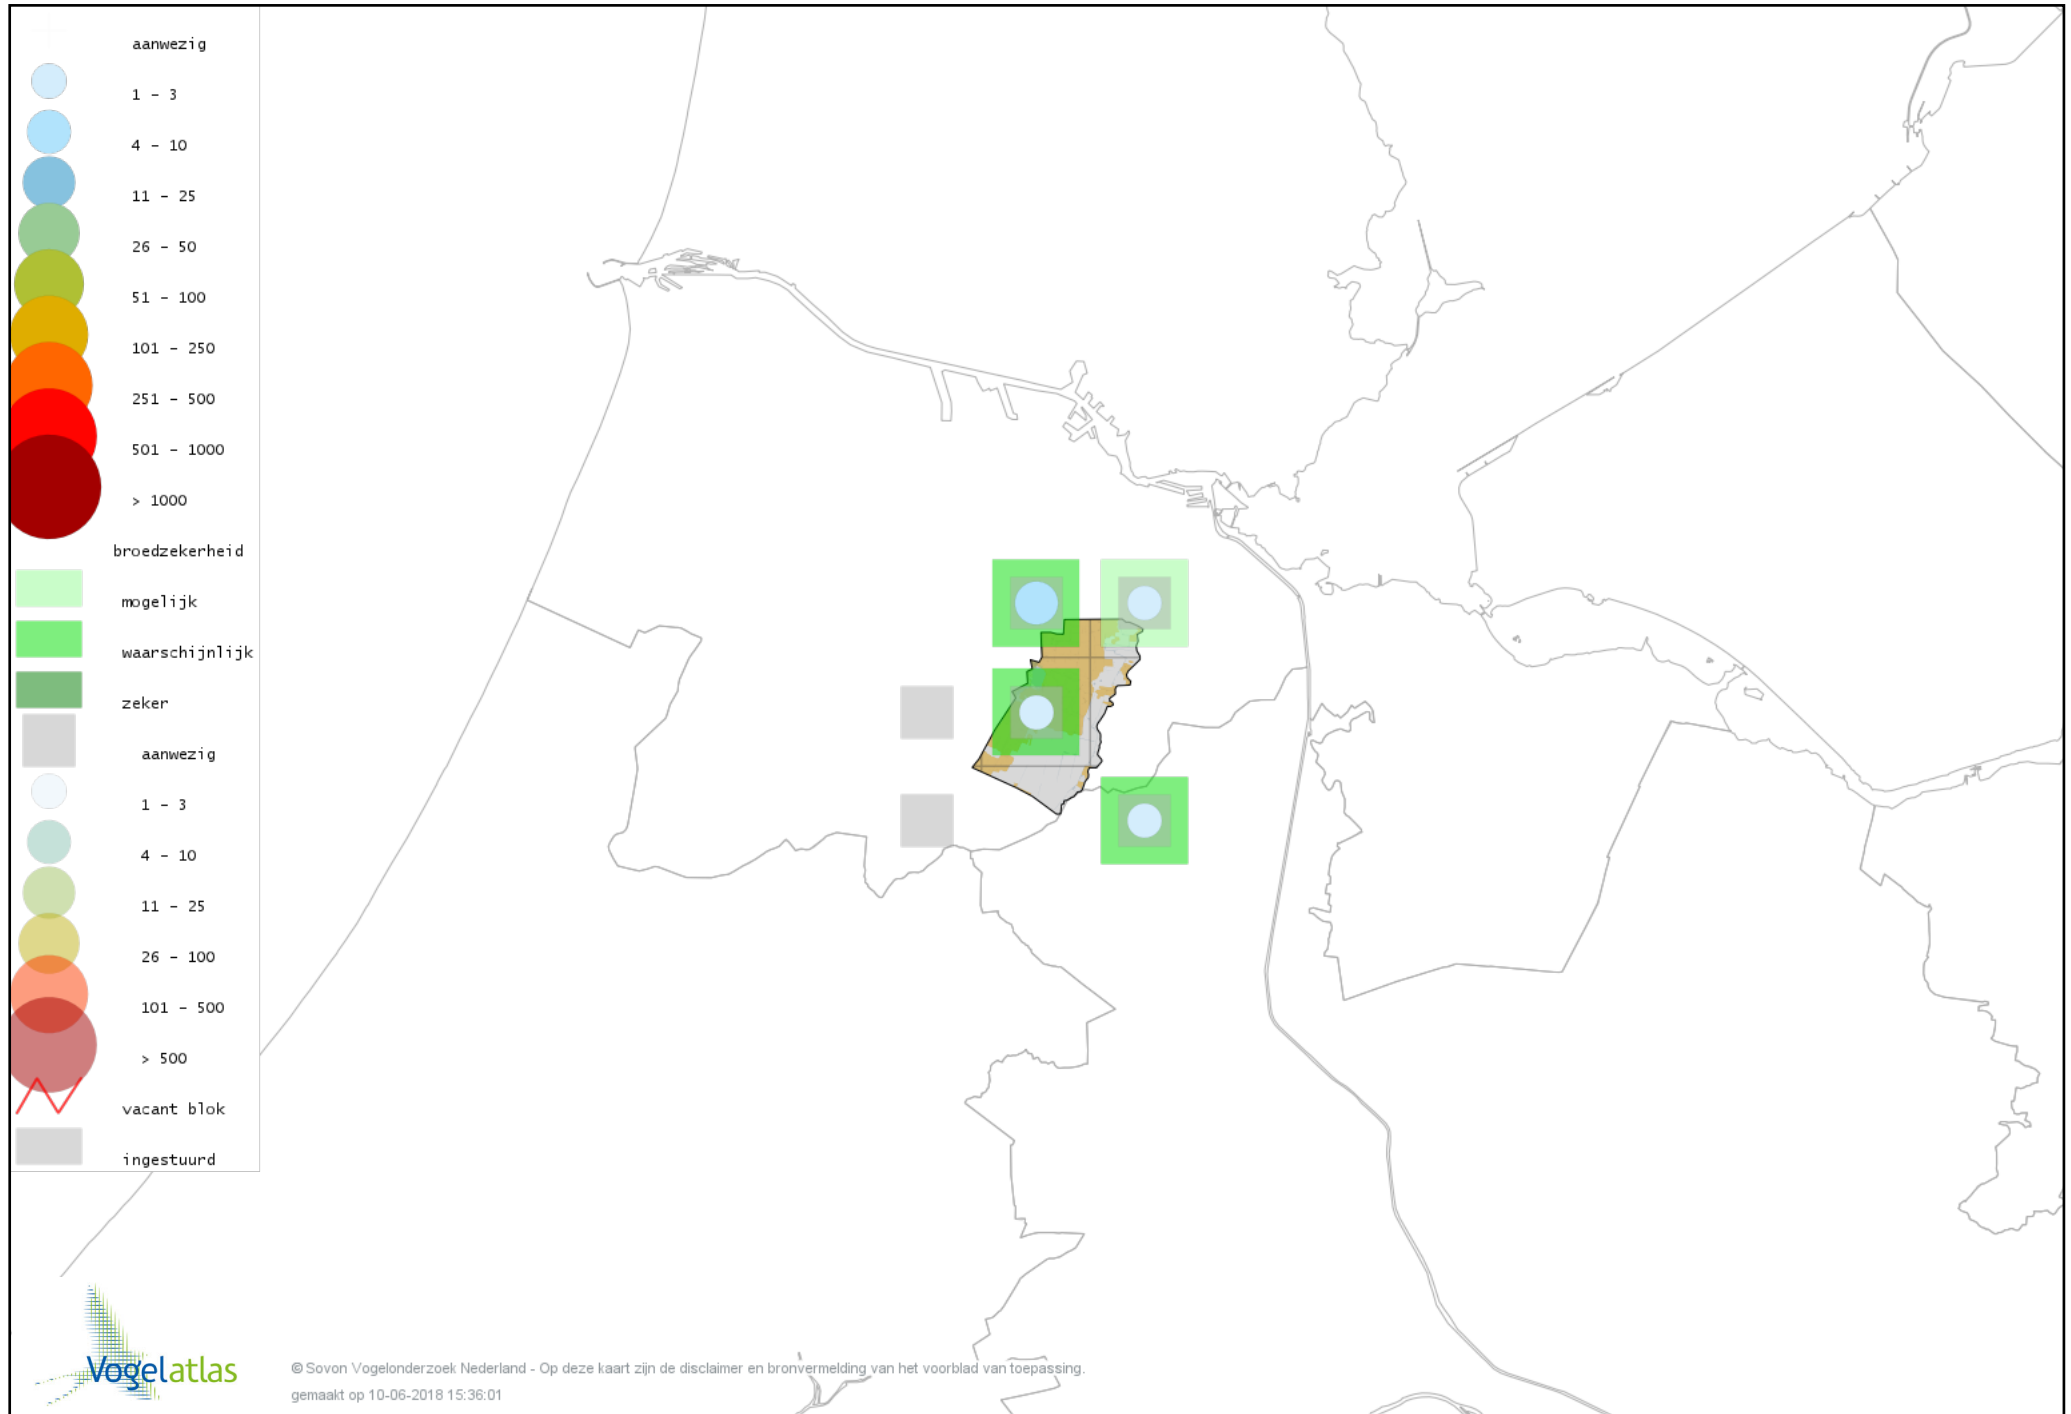 aanwezig
1 - 3
4 - 10
11 - 25
26 - 50
51 - 100
101 - 250
251 - 500
501 - 1000
> 1000
broedzekerheid
mogelijk
waarschijnlijk
zeker
aanwezig
1 - 3
4 - 10
11 - 25
26 - 100
101 - 500
> 500
vacant blok
ingestuurd
Vogelatlas
© Sovon Vogelonderzoek Nederland - Op deze kaart zijn de disclaimer en bronvermelding van het voorblad van toepassing.
gemaakt op 10-06-2018 15:36:01